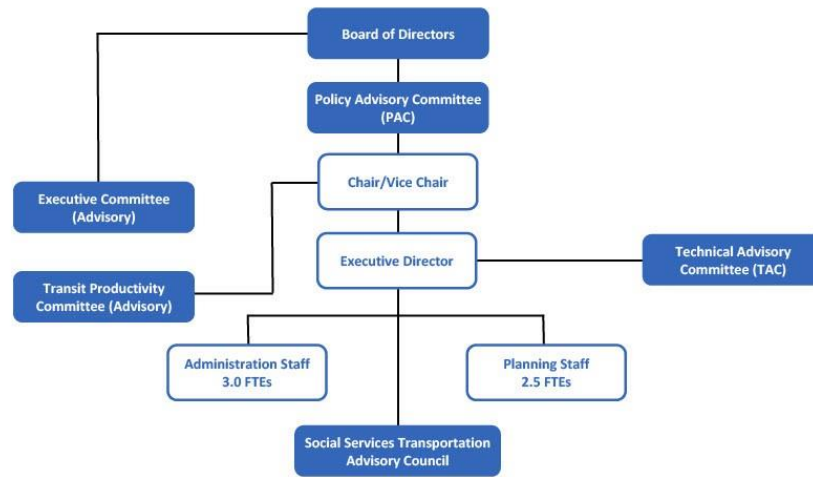 Board of Directors
Policy Advisory Committee
(PAC)
Chair/Vice Chair
Executive Committee
(Advisory)
Executive Director
Technical Advisory
Committee (TAC)
Transit Productivity
Committee (Advisory)
Administration Staff
3.0 FTEs
Planning Staff
2.5 FTEs
Social Services Transportation
Advisory Council